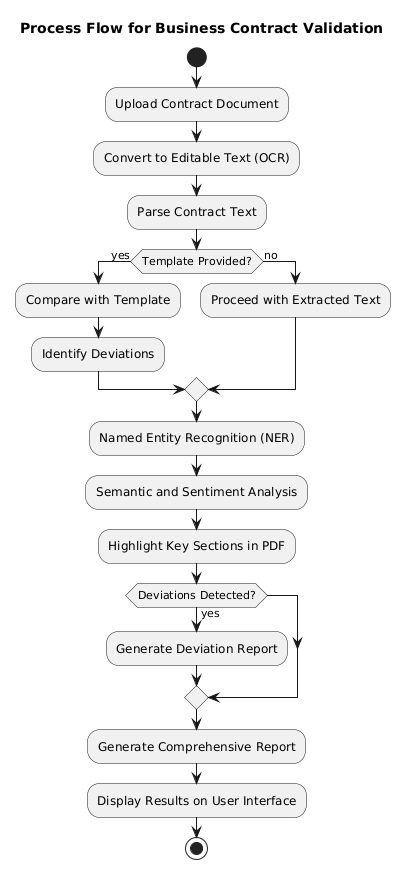 Process Flow for Business Contract Validation
Upload Contract Document
Convert to Editable Text (OCR)
Parse Contract Text
yes
Template Provided?
no
Compare with Template
Proceed with Extracted Text
Identify Deviations
Named Entity Recognition (NER)
Semantic and Sentiment Analysis
Highlight Key Sections in PDF
Deviations Detected?
yes
Generate Deviation Report
Generate Comprehensive Report
Display Results on User Interface